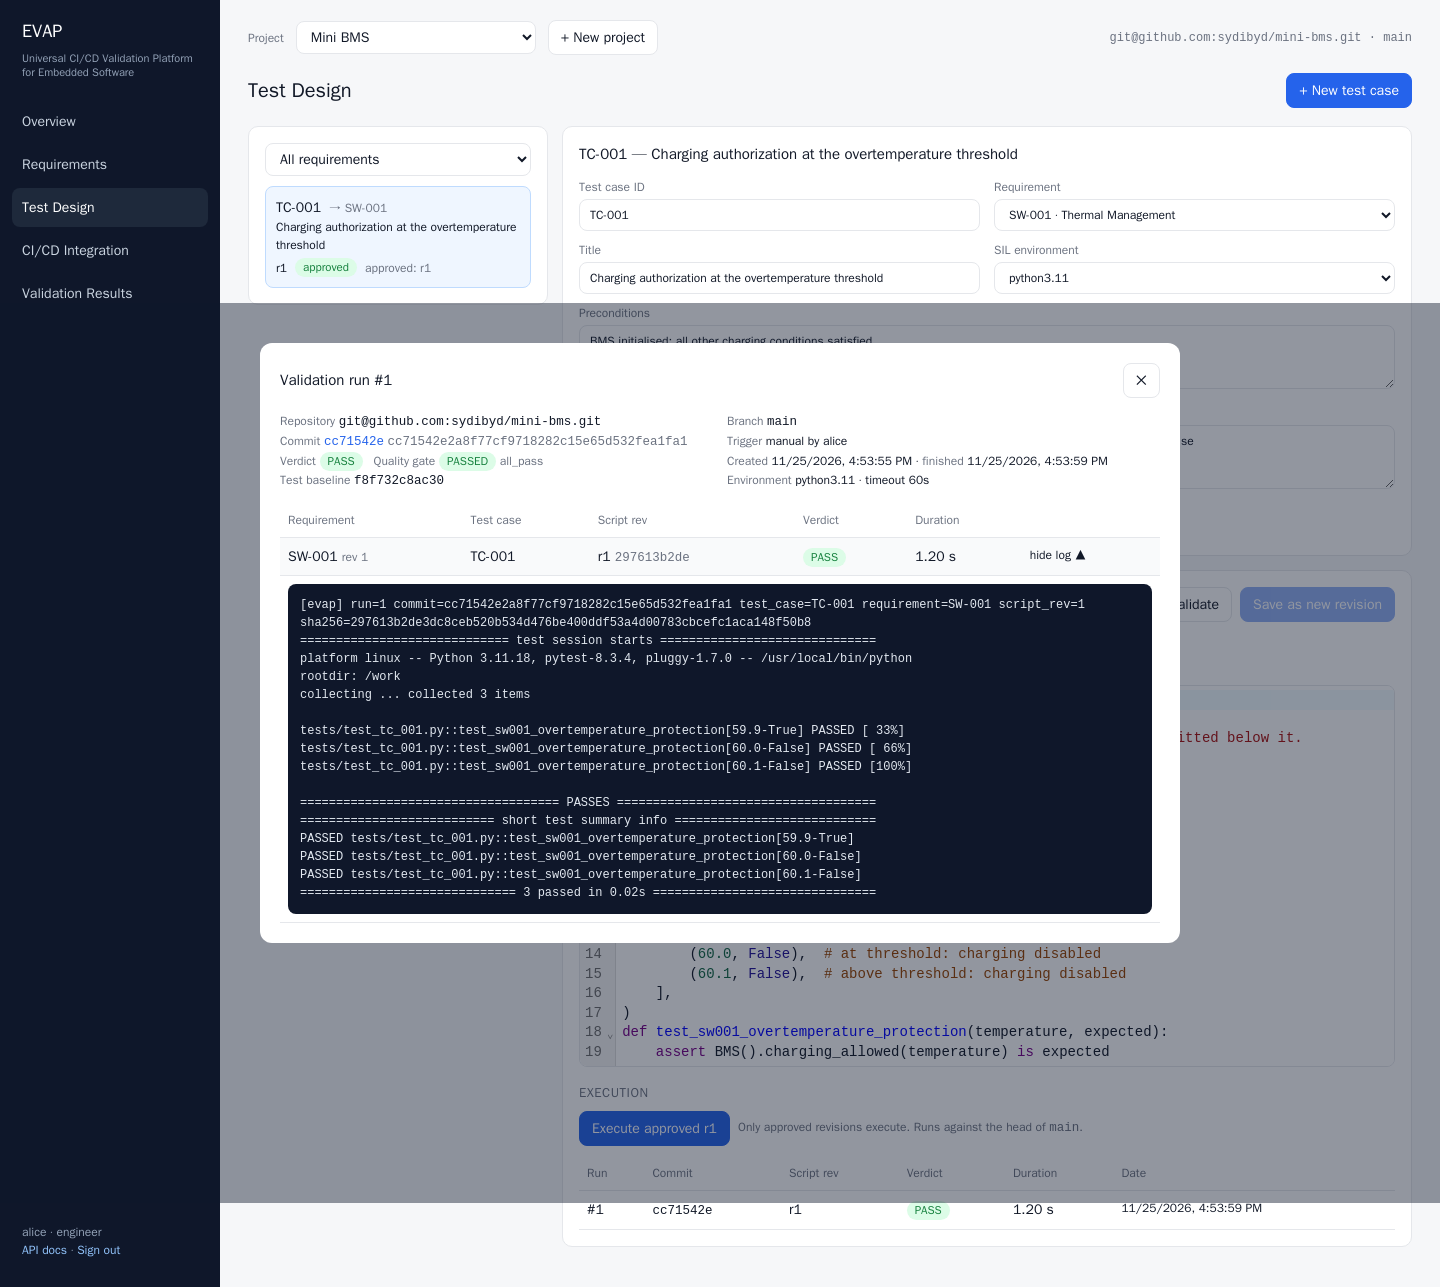 EVAP
Universal CI/CD Validation Platform
for Embedded Software
Overview
Requirements
Test Design
CI/CD Integration
Validation Results
alice · engineer
API docs · Sign out
Project
Mini BMS
+ New project
git@github.com:sydibyd/mini-bms.git · main
Test Design
+ New test case
All requirements
TC-001 → SW-001
Charging authorization at the overtemperature
threshold
r1 approved approved: r1
TC-001 — Charging authorization at the overtemperature threshold
Test case ID
Requirement
TC-001
SW-001 · Thermal Management
Title
SIL environment
Charging authorization at the overtemperature threshold
python3.11
Preconditions
BMS initialised; all other charging conditions satisfied
se
alidate
Save as new revision
itted below it.
Validation run #1
×
Repository git@github.com:sydibyd/mini-bms.git
Commit cc71542e cc71542e2a8f77cf9718282c15e65d532fea1fa1
Verdict PASS Quality gate PASSED all_pass
Test baseline f8f732c8ac30
Branch main
Trigger manual by alice
Created 11/25/2026, 4:53:55 PM · finished 11/25/2026, 4:53:59 PM
Environment python3.11 · timeout 60s
Requirement Test case Script rev Verdict Duration
SW-001 rev 1 TC-001 r1 297613b2de PASS 1.20 s hide log ▲
[evap] run=1 commit=cc71542e2a8f77cf9718282c15e65d532fea1fa1 test_case=TC-001 requirement=SW-001 script_rev=1
sha256=297613b2de3dc8ceb520b534d476be400ddf53a4d00783cbcefc1aca148f50b8
============================= test session starts ==============================
platform linux -- Python 3.11.18, pytest-8.3.4, pluggy-1.7.0 -- /usr/local/bin/python
rootdir: /work
collecting ... collected 3 items
tests/test_tc_001.py::test_sw001_overtemperature_protection[59.9-True] PASSED [ 33%]
tests/test_tc_001.py::test_sw001_overtemperature_protection[60.0-False] PASSED [ 66%]
tests/test_tc_001.py::test_sw001_overtemperature_protection[60.1-False] PASSED [100%]
==================================== PASSES ====================================
=========================== short test summary info ============================
PASSED tests/test_tc_001.py::test_sw001_overtemperature_protection[59.9-True]
PASSED tests/test_tc_001.py::test_sw001_overtemperature_protection[60.0-False]
PASSED tests/test_tc_001.py::test_sw001_overtemperature_protection[60.1-False]
============================== 3 passed in 0.02s ===============================
14 (60.0, False), # at threshold: charging disabled
15 (60.1, False), # above threshold: charging disabled
16 ],
17 )
18 def test_sw001_overtemperature_protection(temperature, expected):
19 assert BMS().charging_allowed(temperature) is expected
EXECUTION
Execute approved r1 Only approved revisions execute. Runs against the head of main.
Run Commit Script rev Verdict Duration Date
#1 cc71542e r1 PASS 1.20 s 11/25/2026, 4:53:59 PM